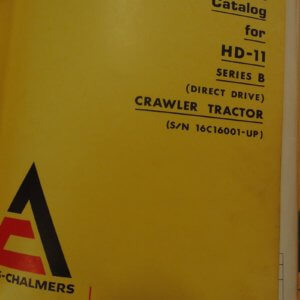 Catalog
for
HD-11
SERIES B
(DIRECT DRIVE)
CRAWLER TRACTOR
(S/N 16C16001-UP)
-CHALMERS